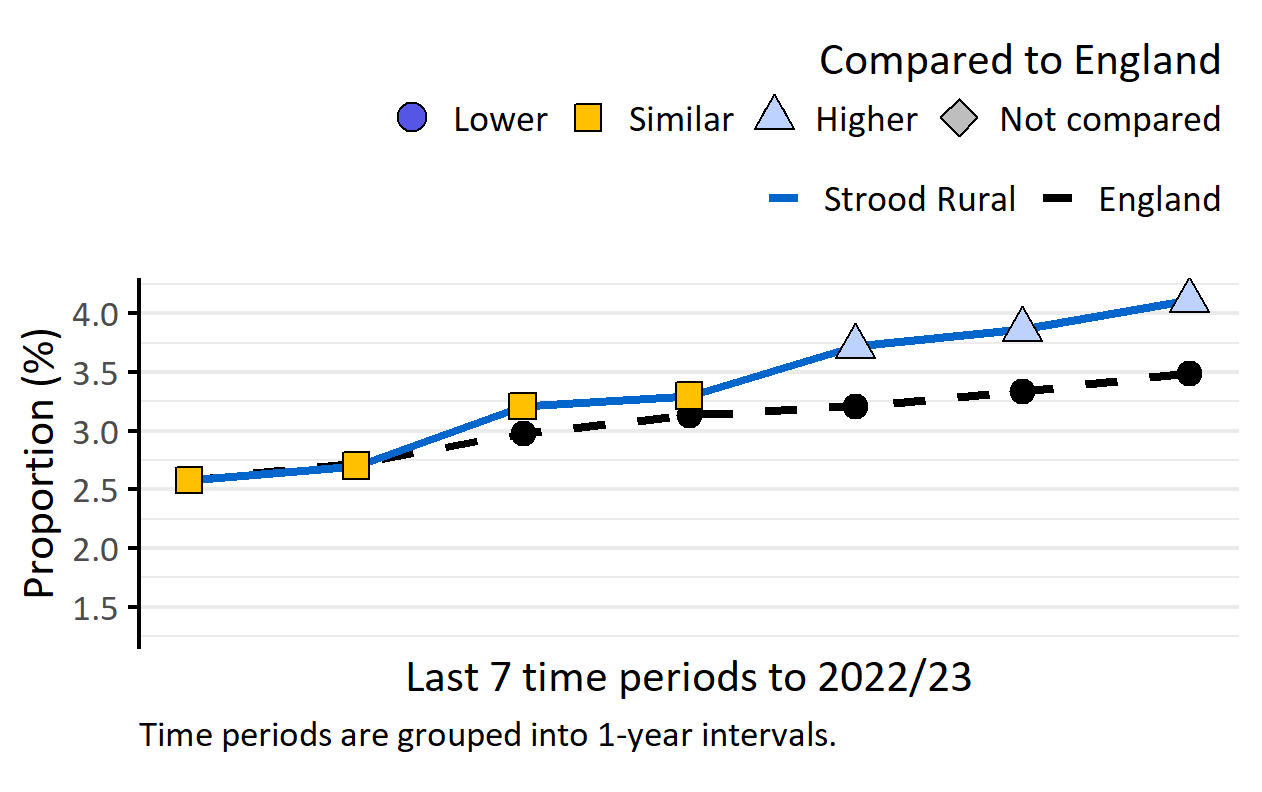 Compared to England
Lower Similar Higher Not compared
Strood Rural England
Proportion (%)
4.0
3.5
3.0
2.5
2.0
1.5
Last 7 time periods to 2022/23
Time periods are grouped into 1-year intervals.